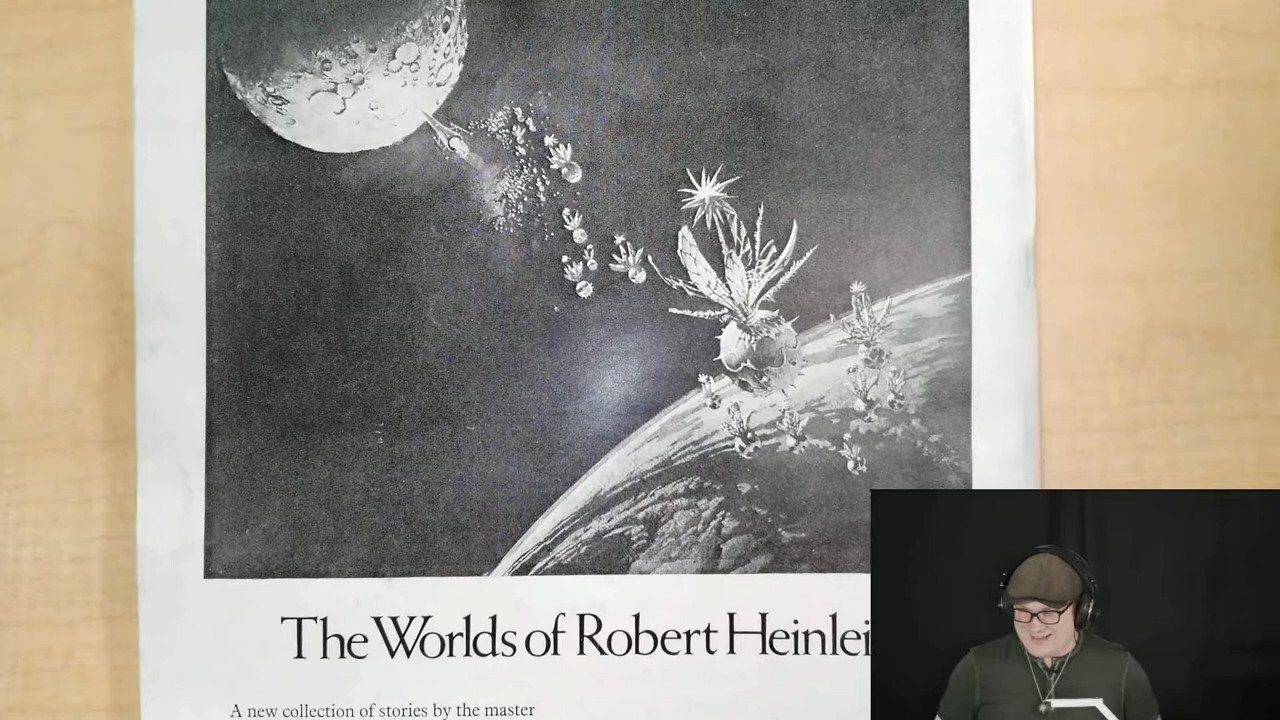 The Worlds of Robert Heinlei
A new collection of stories by the master